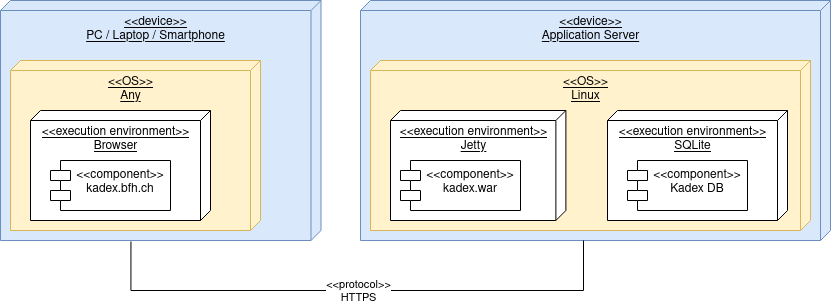 <<device>>
PC / Laptop / Smartphone
<<OS>>
Any
<<execution environment>>
Browser
<<component>>
kadex.bfh.ch
<<device>>
Application Server
<<OS>>
Linux
<<execution environment>>
Jetty
<<component>>
kadex.war
<<execution environment>>
SQLite
<<component>>
Kadex DB
<<protocol>>
HTTPS